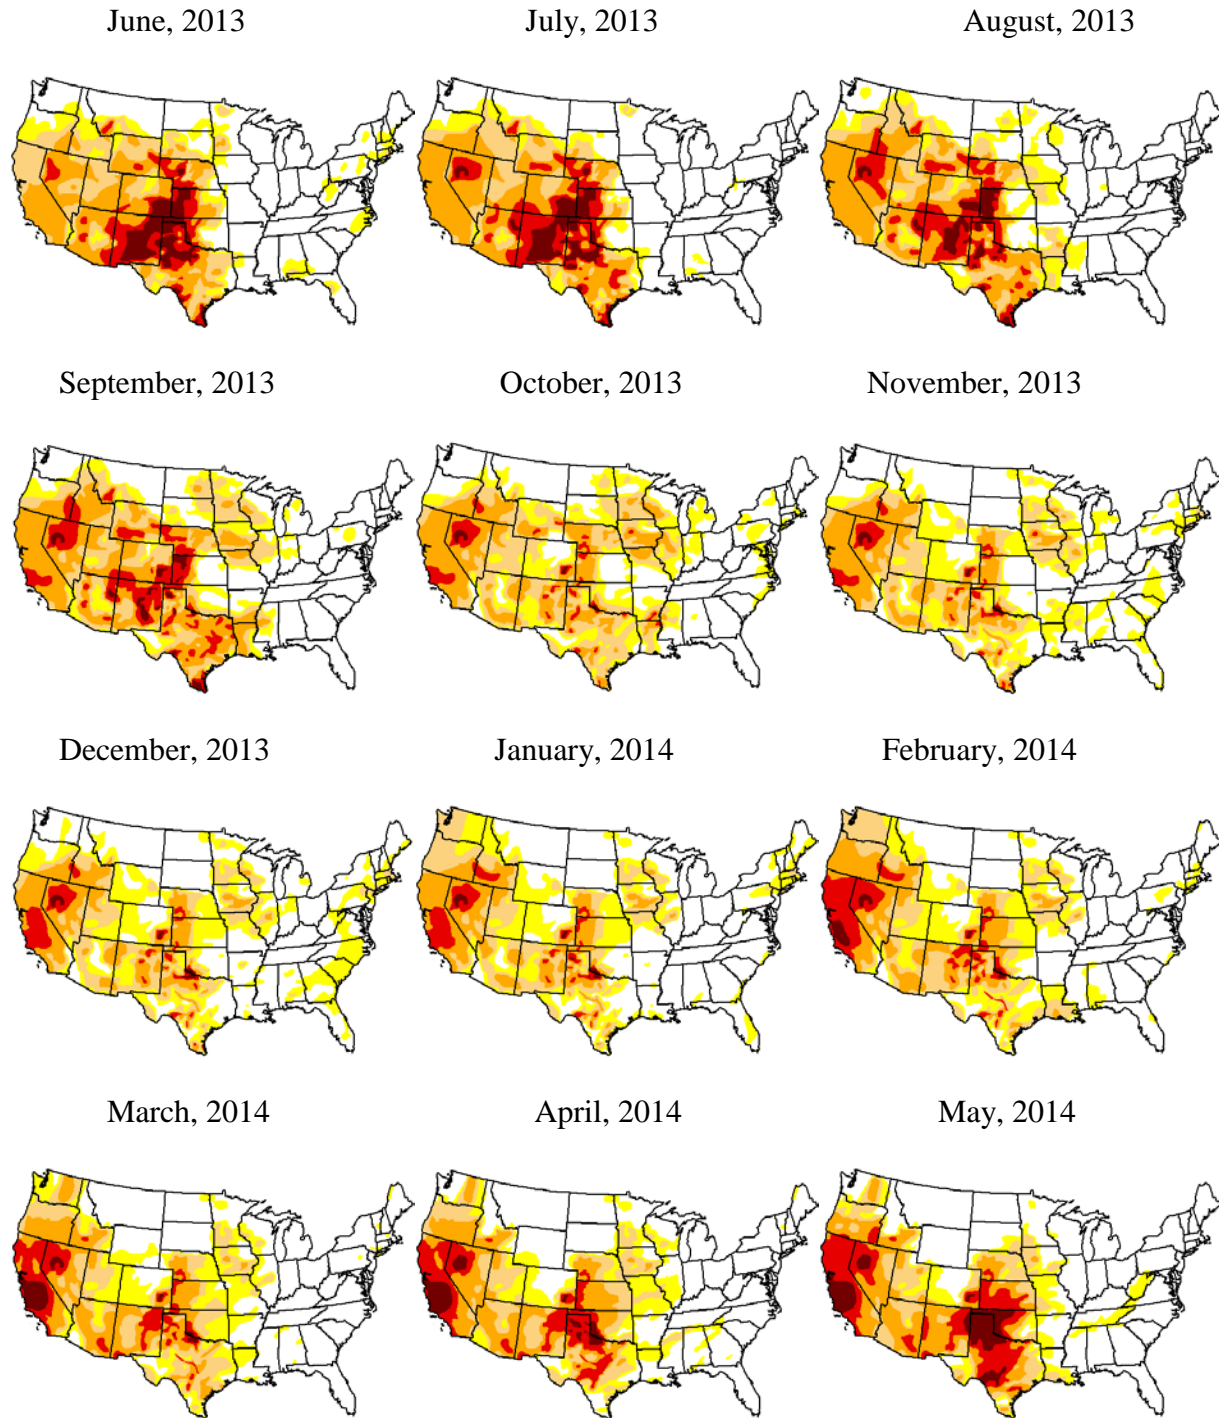 June, 2013
July, 2013
August, 2013
September, 2013
October, 2013
November, 2013
December, 2013
January, 2014
February, 2014
March, 2014
April, 2014
May, 2014